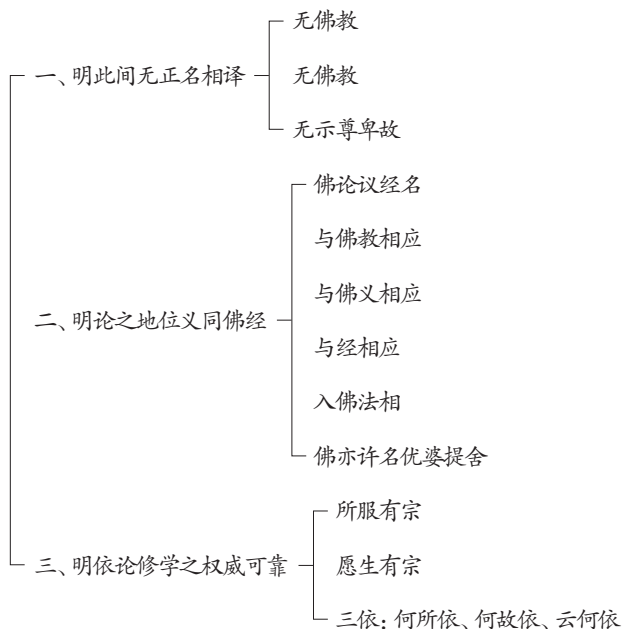 无佛教
一、明此间无正名相译
无佛教
无示尊卑故
佛论议经名
与佛教相应
与佛义相应
二、明论之地位义同佛经
与经相应
入佛法相
佛亦许名优婆提舍
所服有宗
三、明依论修学之权威可靠
愿生有宗
三依：何所依、何故依、云何依